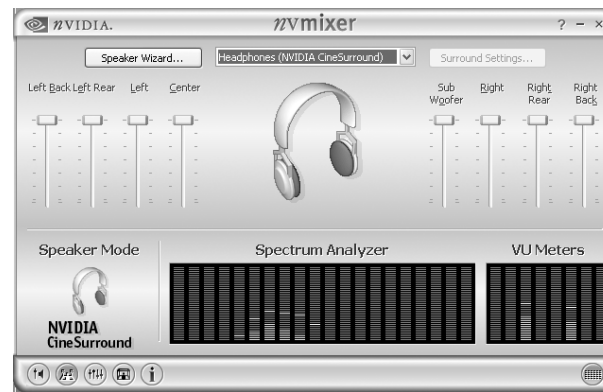 nVIDIA.
nvmixer
? − ×
Speaker Wizard...
Headphones (NVIDIA CineSurround)
Surround Settings...
Left Back
Left Rear
Left
Center
Sub Woofer
Right
Right Rear
Right Back
Speaker Mode
Spectrum Analyzer
VU Meters
NVIDIA
CineSurround
i